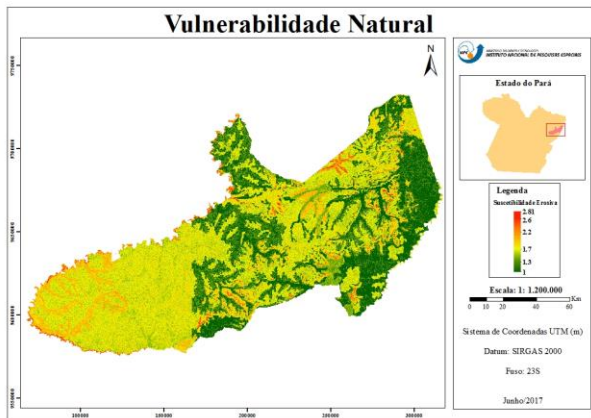 Vulnerabilidade Natural
N
INSTITUTO NACIONAL DE PESQUISAS ESPACIAIS
Estado do Pará
Legenda
Suscetibilidade Erosiva
2.81
2.6
2.2
1.7
1.3
1
Escala: 1: 1.200.000
0 10 20 40 60 Km
Sistema de Coordenadas UTM (m)
Datum: SIRGAS 2000
Fuso: 23S
Junho/2017
100000
200000